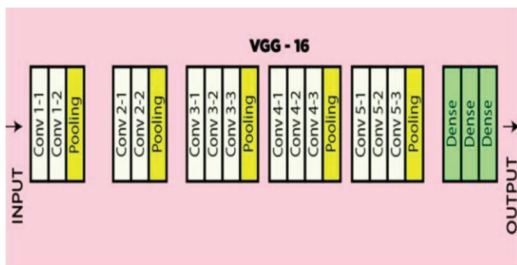 VGG - 16
INPUT
Conv 1-1
Conv 1-2
Pooling
Conv 2-1
Conv 2-2
Pooling
Conv 3-1
Conv 3-2
Conv 3-3
Pooling
Conv 4-1
Conv 4-2
Conv 4-3
Pooling
Conv 5-1
Conv 5-2
Conv 5-3
Pooling
Dense
Dense
Dense
OUTPUT